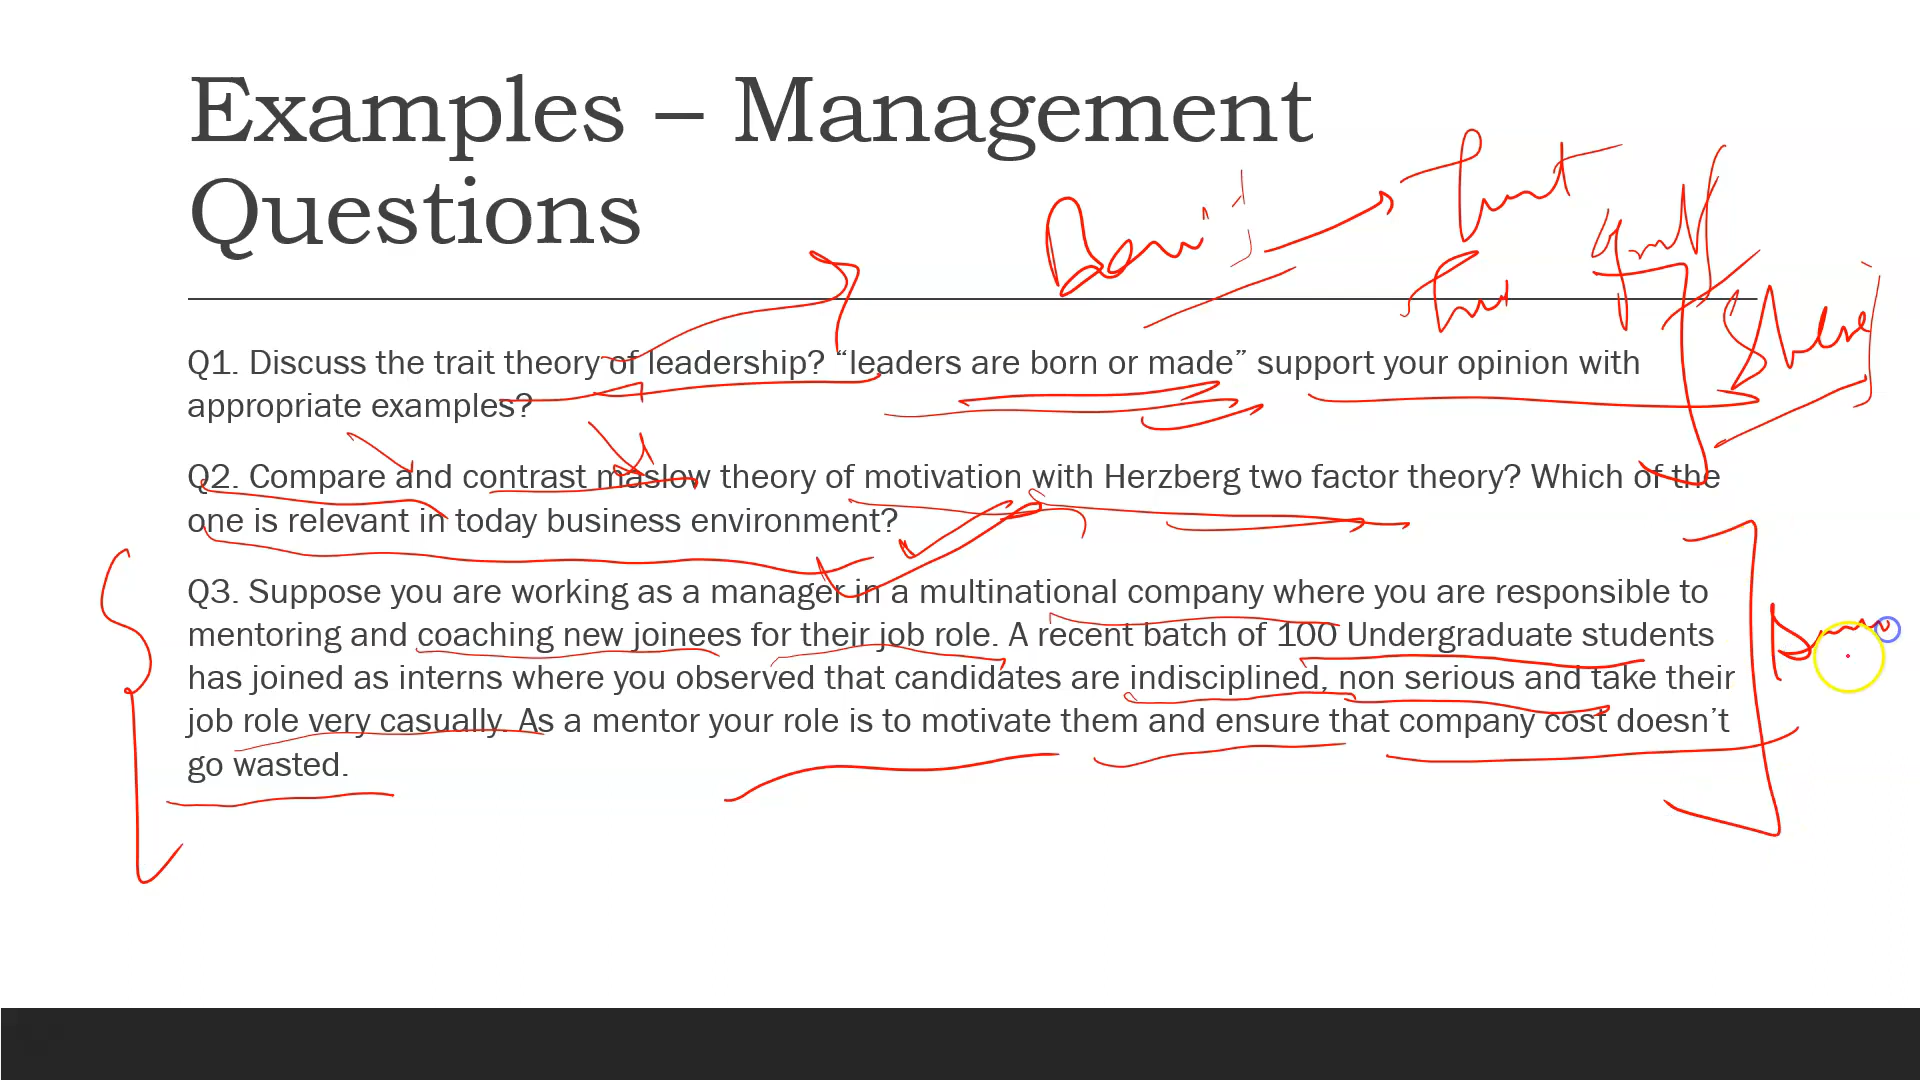 Examples – Management
Questions
Q1. Discuss the trait theory of leadership? “leaders are born or made” support your opinion with
appropriate examples?
Q2. Compare and contrast maslow theory of motivation with Herzberg two factor theory? Which of the
one is relevant in today business environment?
Q3. Suppose you are working as a manager in a multinational company where you are responsible to
mentoring and coaching new joinees for their job role. A recent batch of 100 Undergraduate students
has joined as interns where you observed that candidates are indisciplined, non serious and take their
job role very casually. As a mentor your role is to motivate them and ensure that company cost doesn’t
go wasted.